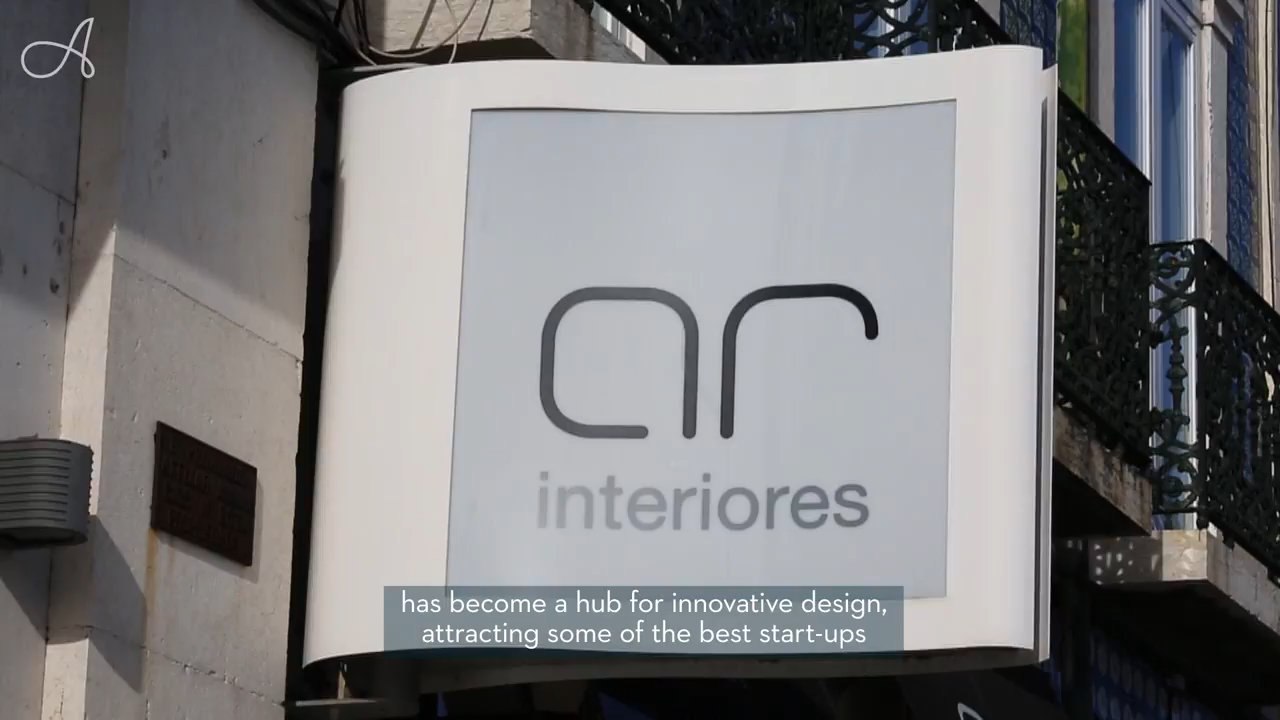 A
ar
interiores
has become a hub for innovative design,
attracting some of the best start-ups